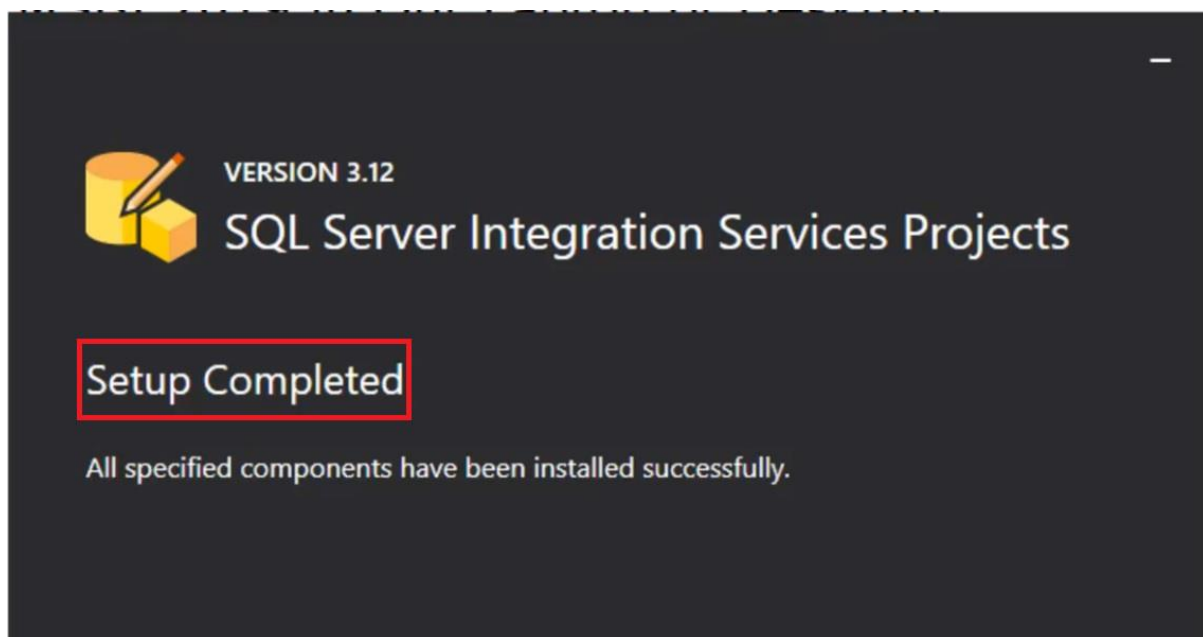 VERSION 3.12
SQL Server Integration Services Projects
Setup Completed
All specified components have been installed successfully.